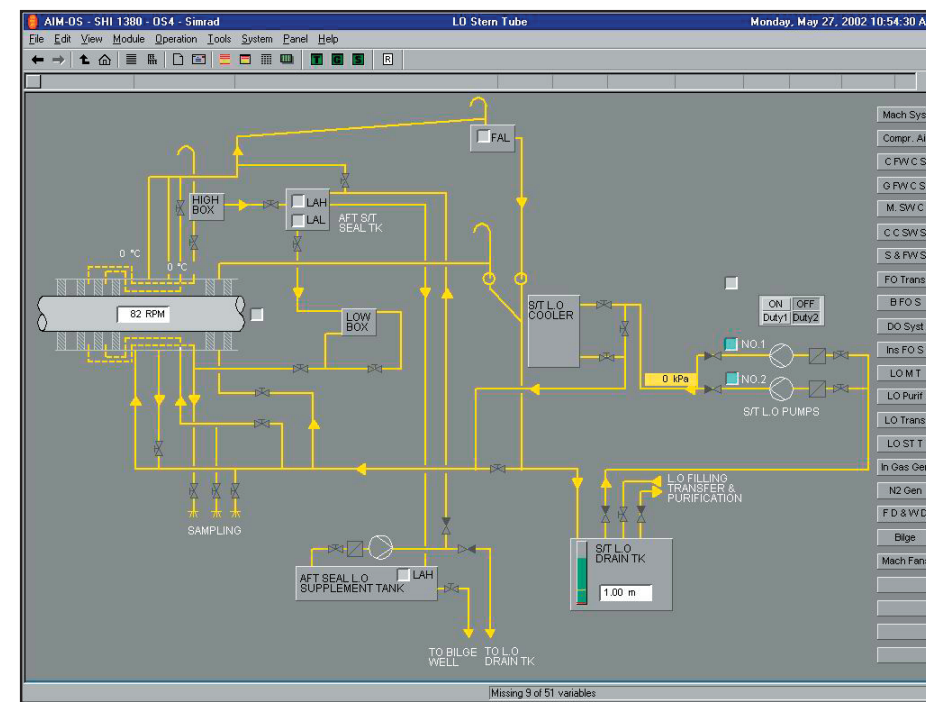 AIM-OS - SHI 1380 - OS4 - Simrad
LO Stern Tube
Monday, May 27, 2002 10:54:30 A
File Edit View Module Operation Tools System Panel Help
T G S R
FAL
HIGH
BOX
LAH
LAL
AFT S/T
SEAL TK
0 °C
0 °C
82 RPM
LOW
BOX
S/T L.O
COOLER
ON OFF
Duty1 Duty2
NO.1
0 kPa
NO.2
S/T L.O PUMPS
L.O FILLING
TRANSFER &
PURIFICATION
SAMPLING
S/T L.O
DRAIN TK
1.00 m
AFT SEAL L.O
SUPPLEMENT TANK
LAH
TO BILGE
WELL
TO L.O
DRAIN TK
Mach Sys
Compr. Ai
C FW C S
G FW C S
M. SW C
C C SW S
S & FW S
FO Trans
B FO S
DO Syst
Ins FO S
LO M T
LO Purif
LO Trans
LO ST T
In Gas Ger
N2 Gen
F D & W D
Bilge
Mach Fan
Missing 9 of 51 variables